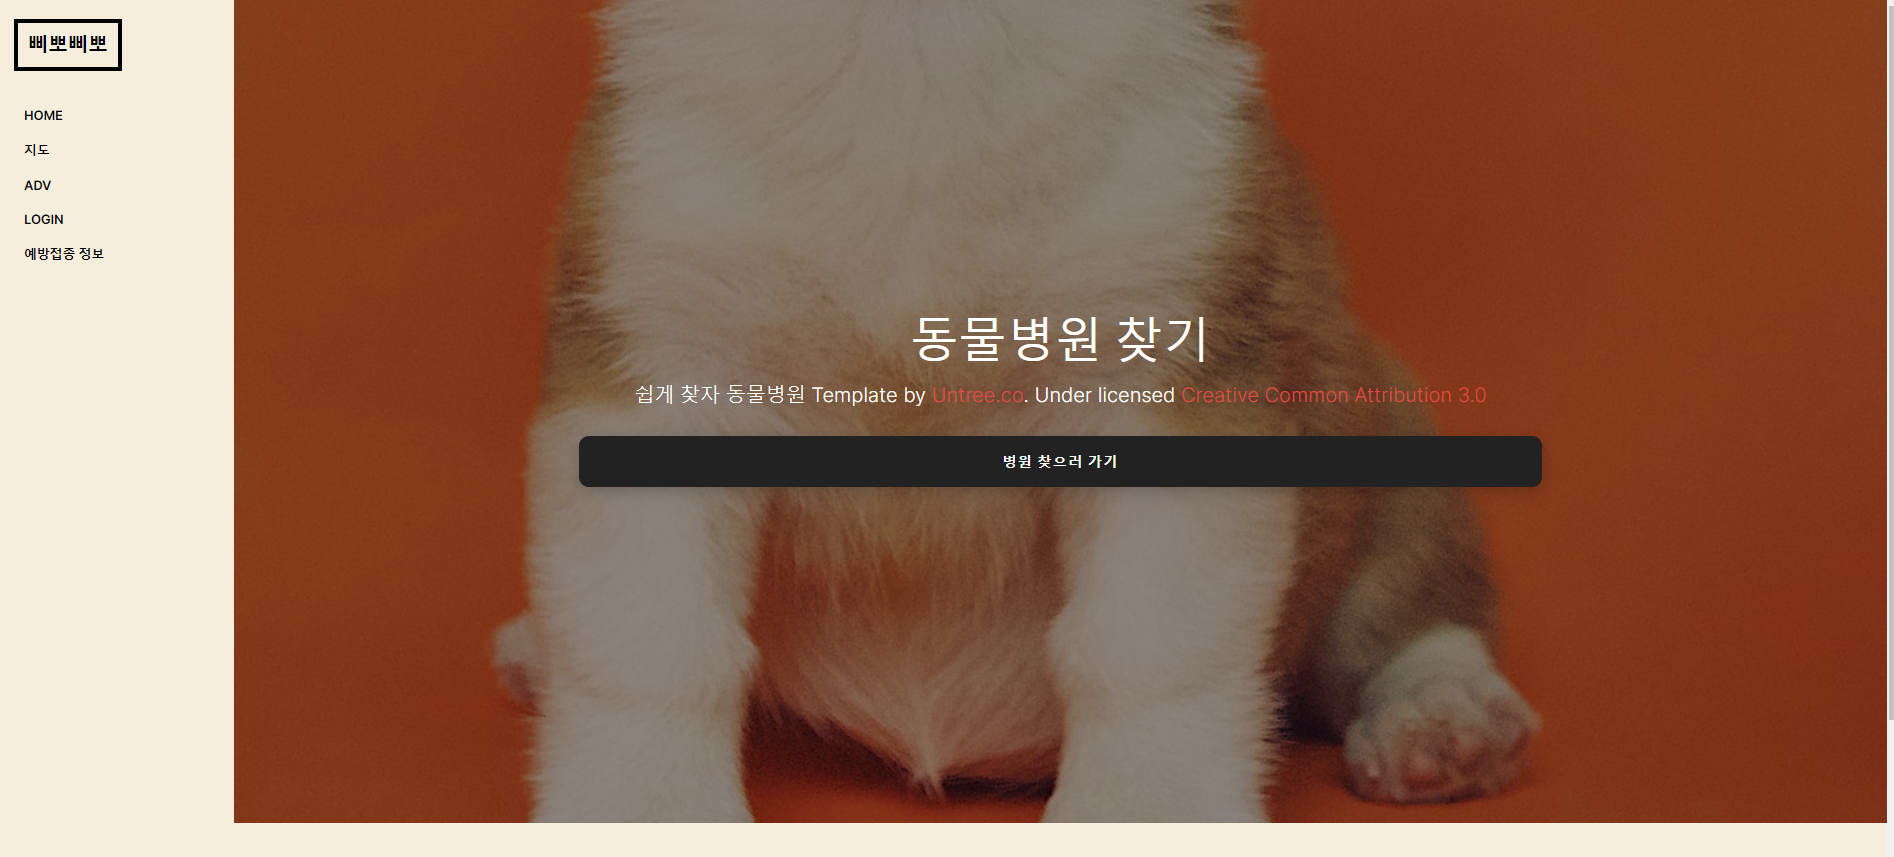 삐뽀삐뽀
HOME
지도
ADV
LOGIN
예방접종 정보
동물병원 찾기
쉽게 찾자 동물병원 Template by Untree.co. Under licensed Creative Common Attribution 3.0
병원 찾으러 가기